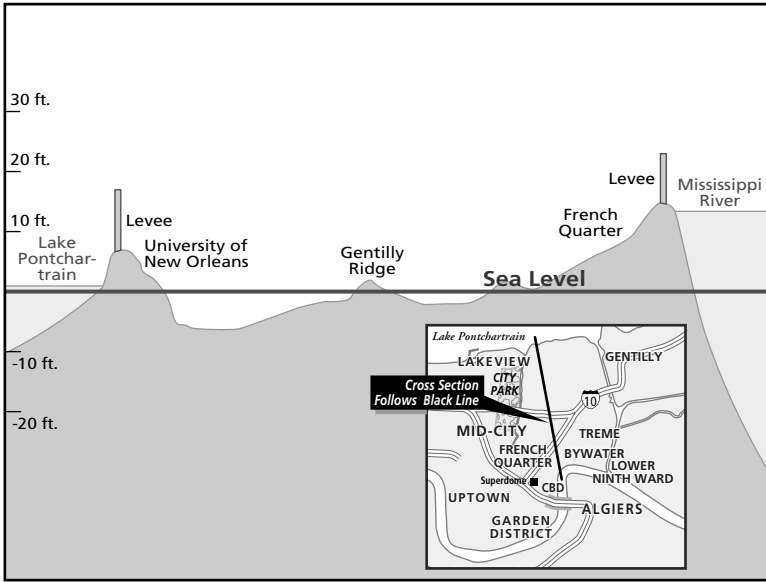 30 ft.
20 ft.
10 ft.
-10 ft.
-20 ft.
Lake
Pontchar-
train
Levee
University of
New Orleans
Gentilly
Ridge
Sea Level
French
Quarter
Levee
Mississippi
River
Lake Pontchartrain
LAKEVIEW
GENTILLY
CITY
PARK
Cross Section
Follows Black Line
10
MID-CITY
TREME
FRENCH
QUARTER
BYWATER
LOWER
NINTH WARD
Superdome
CBD
UPTOWN
ALGIERS
GARDEN
DISTRICT